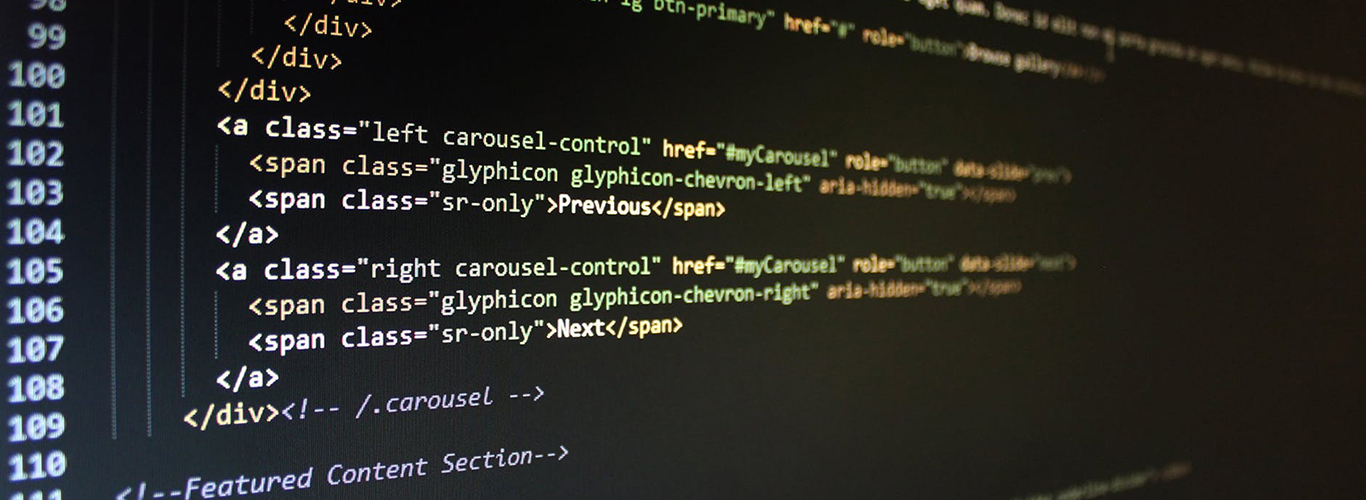 lg btn-primary" href="#" role="button">Browse gallery
</div>
98 </div>
99 </div>
100 </div>
101 <a class="left carousel-control" href="#myCarousel" role="button" data-slide="prev">
102 <span class="glyphicon glyphicon-chevron-left" aria-hidden="true"></span>
103 <span class="sr-only">Previous</span>
104 </a>
105 <a class="right carousel-control" href="#myCarousel" role="button" data-slide="next">
106 <span class="glyphicon glyphicon-chevron-right" aria-hidden="true"></span>
107 <span class="sr-only">Next</span>
108 </a>
109 </div><!-- /.carousel -->
110
111 <!--Featured Content Section-->